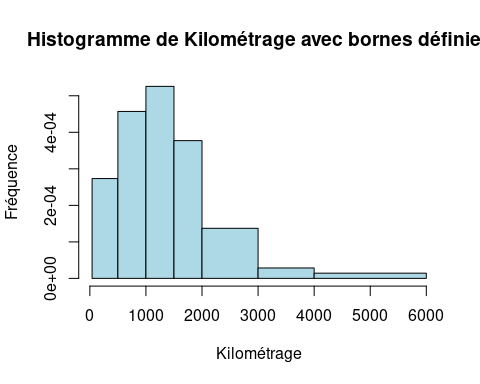 Histogramme de Kilométrage avec bornes définie
Fréquence
4e-04
2e-04
0e+00
0 1000 2000 3000 4000 5000 6000
Kilométrage